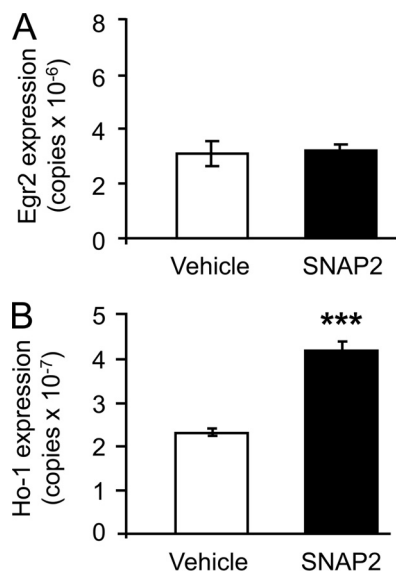 A
Egr2 expression
(copies x 10⁻⁶)
8
6
4
2
0
Vehicle SNAP2
B
Ho-1 expression
(copies x 10⁻⁷)
5
4
3
2
1
0
***
Vehicle SNAP2